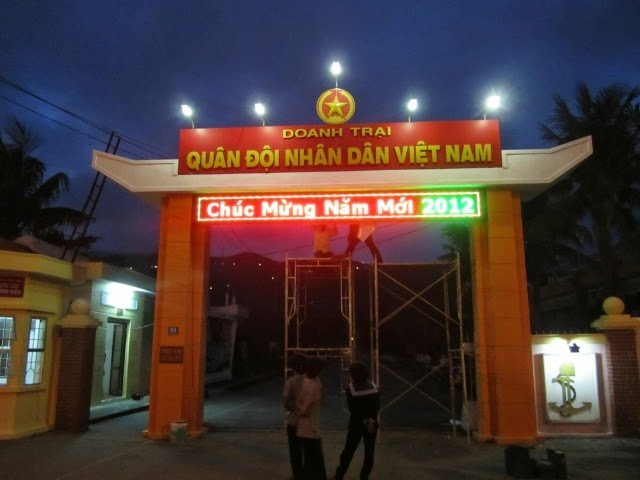 DOANH TRẠI
QUÂN ĐỘI NHÂN DÂN VIỆT NAM
Chúc Mừng Năm Mới 2012